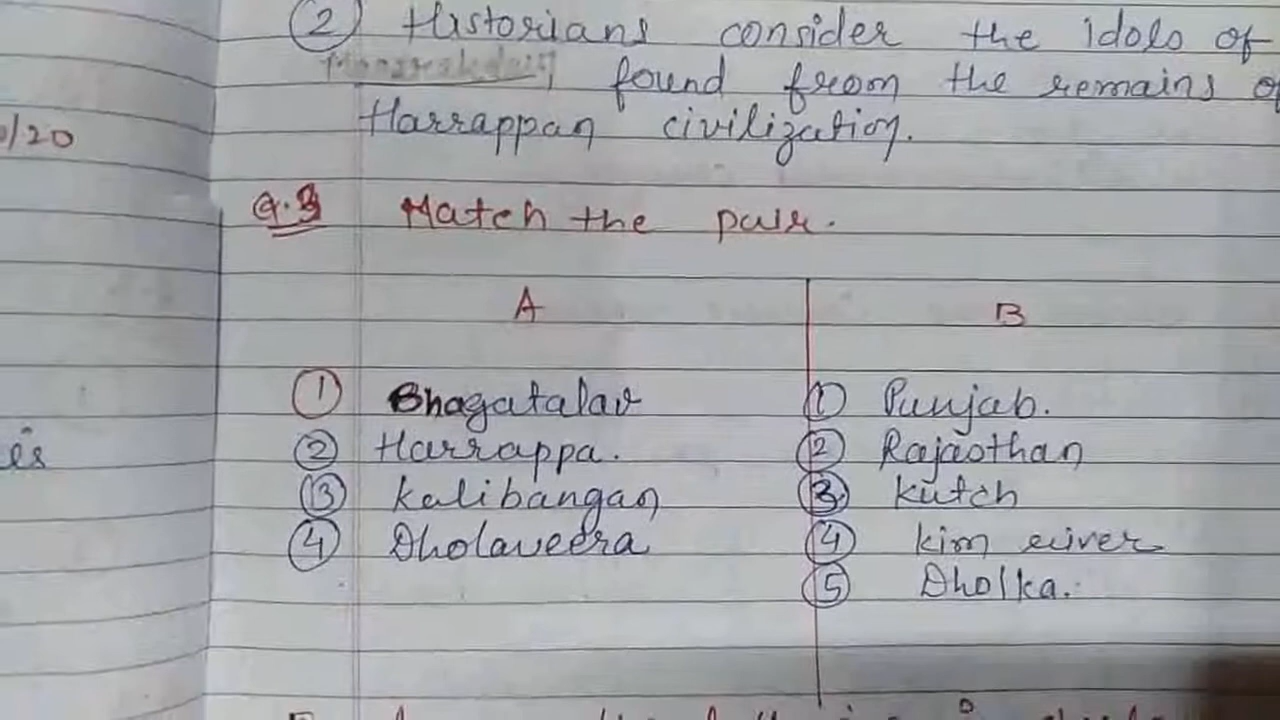 ② Historians consider the idols of
found from the remains of
Harrappan civilization.
/20
Q.3 Match the pair.
A B
① Bhagatalav ① Punjab.
② Harrappa. ② Rajasthan
es
③ Kalibangan ③ Kutch
④ Dholaveera ④ Kim river
⑤ Dholka.